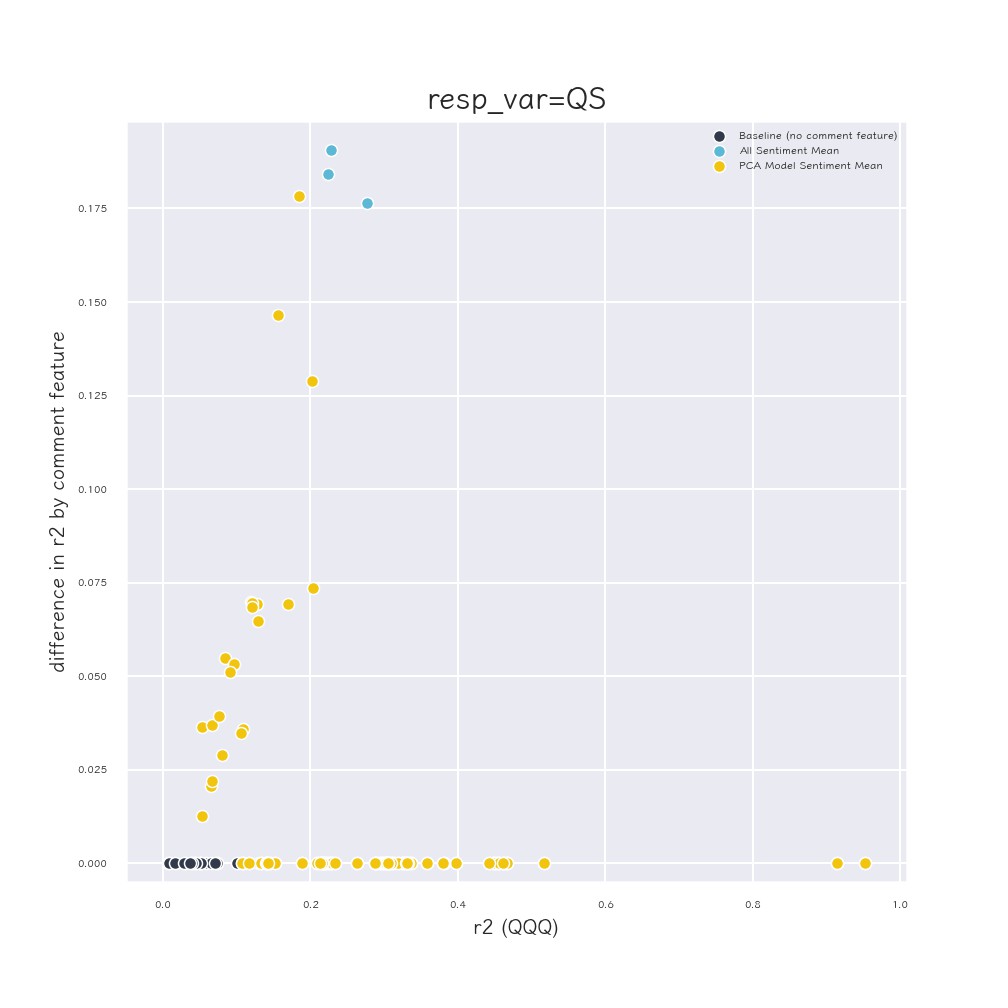 resp_var=QS
Baseline (no comment feature)
All Sentiment Mean
PCA Model Sentiment Mean
0.175
0.150
0.125
0.100
0.075
0.050
0.025
0.000
difference in r2 by comment feature
0.0 0.2 0.4 0.6 0.8 1.0
r2 (QQQ)